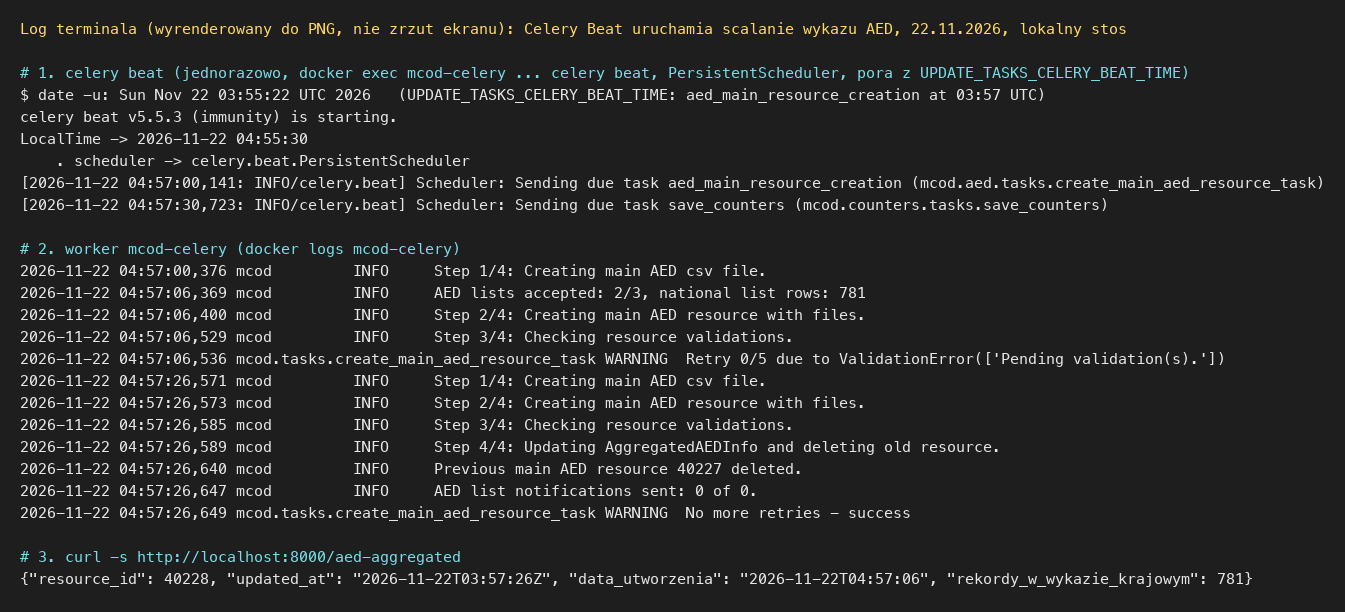 Log terminala (wyrenderowany do PNG, nie zrzut ekranu): Celery Beat uruchamia scalanie wykazu AED, 22.11.2026, lokalny stos
# 1. celery beat (jednorazowo, docker exec mcod-celery ... celery beat, PersistentScheduler, pora z UPDATE_TASKS_CELERY_BEAT_TIME)
$ date -u: Sun Nov 22 03:55:22 UTC 2026   (UPDATE_TASKS_CELERY_BEAT_TIME: aed_main_resource_creation at 03:57 UTC)
celery beat v5.5.3 (immunity) is starting.
LocalTime -> 2026-11-22 04:55:30
    . scheduler -> celery.beat.PersistentScheduler
[2026-11-22 04:57:00,141: INFO/celery.beat] Scheduler: Sending due task aed_main_resource_creation (mcod.aed.tasks.create_main_aed_resource_task)
[2026-11-22 04:57:30,723: INFO/celery.beat] Scheduler: Sending due task save_counters (mcod.counters.tasks.save_counters)
# 2. worker mcod-celery (docker logs mcod-celery)
2026-11-22 04:57:00,376 mcod         INFO     Step 1/4: Creating main AED csv file.
2026-11-22 04:57:06,369 mcod         INFO     AED lists accepted: 2/3, national list rows: 781
2026-11-22 04:57:06,400 mcod         INFO     Step 2/4: Creating main AED resource with files.
2026-11-22 04:57:06,529 mcod         INFO     Step 3/4: Checking resource validations.
2026-11-22 04:57:06,536 mcod.tasks.create_main_aed_resource_task WARNING  Retry 0/5 due to ValidationError(['Pending validation(s).'])
2026-11-22 04:57:26,571 mcod         INFO     Step 1/4: Creating main AED csv file.
2026-11-22 04:57:26,573 mcod         INFO     Step 2/4: Creating main AED resource with files.
2026-11-22 04:57:26,585 mcod         INFO     Step 3/4: Checking resource validations.
2026-11-22 04:57:26,589 mcod         INFO     Step 4/4: Updating AggregatedAEDInfo and deleting old resource.
2026-11-22 04:57:26,640 mcod         INFO     Previous main AED resource 40227 deleted.
2026-11-22 04:57:26,647 mcod         INFO     AED list notifications sent: 0 of 0.
2026-11-22 04:57:26,649 mcod.tasks.create_main_aed_resource_task WARNING  No more retries - success
# 3. curl -s http://localhost:8000/aed-aggregated
{"resource_id": 40228, "updated_at": "2026-11-22T03:57:26Z", "data_utworzenia": "2026-11-22T04:57:06", "rekordy_w_wykazie_krajowym": 781}